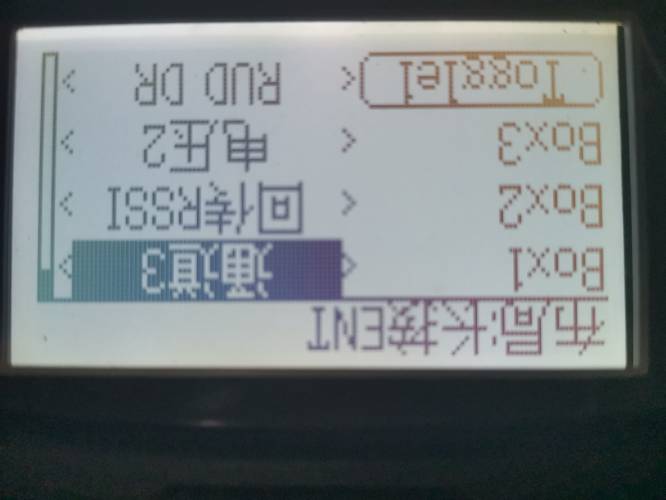 布局长按ENT
Box1 < 通道3 >
Box2 < 回传RSSI >
Box3 < 电压2 >
Toggle1 < RUD DR >